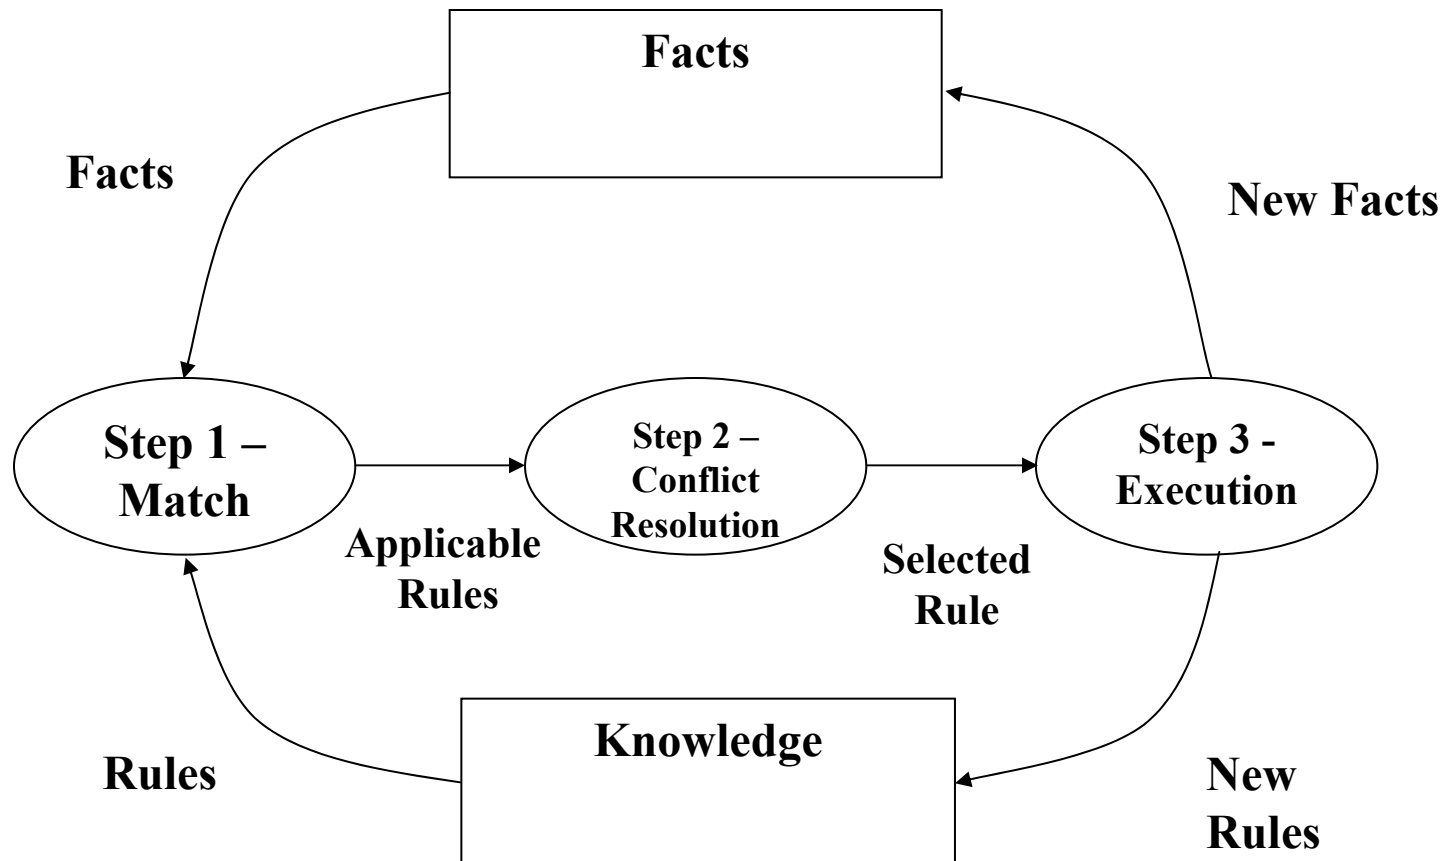 Facts
Facts
New Facts
Step 1 –
Match
Step 2 –
Conflict
Resolution
Step 3 -
Execution
Applicable
Rules
Selected
Rule
Knowledge
Rules
New
Rules